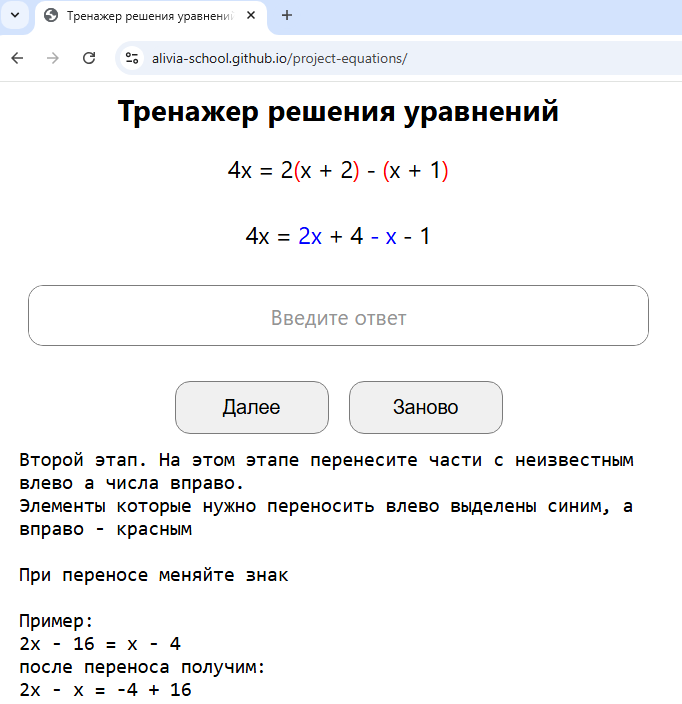 Тренажер решения уравнений
alivia-school.github.io/project-equations/
Тренажер решения уравнений
4x = 2(x + 2) - (x + 1)
4x = 2x + 4 - x - 1
Введите ответ
Далее
Заново
Второй этап. На этом этапе перенесите части с неизвестным
влево а числа вправо.
Элементы которые нужно переносить влево выделены синим, а
вправо - красным
При переносе меняйте знак
Пример:
2x - 16 = x - 4
после переноса получим:
2x - x = -4 + 16